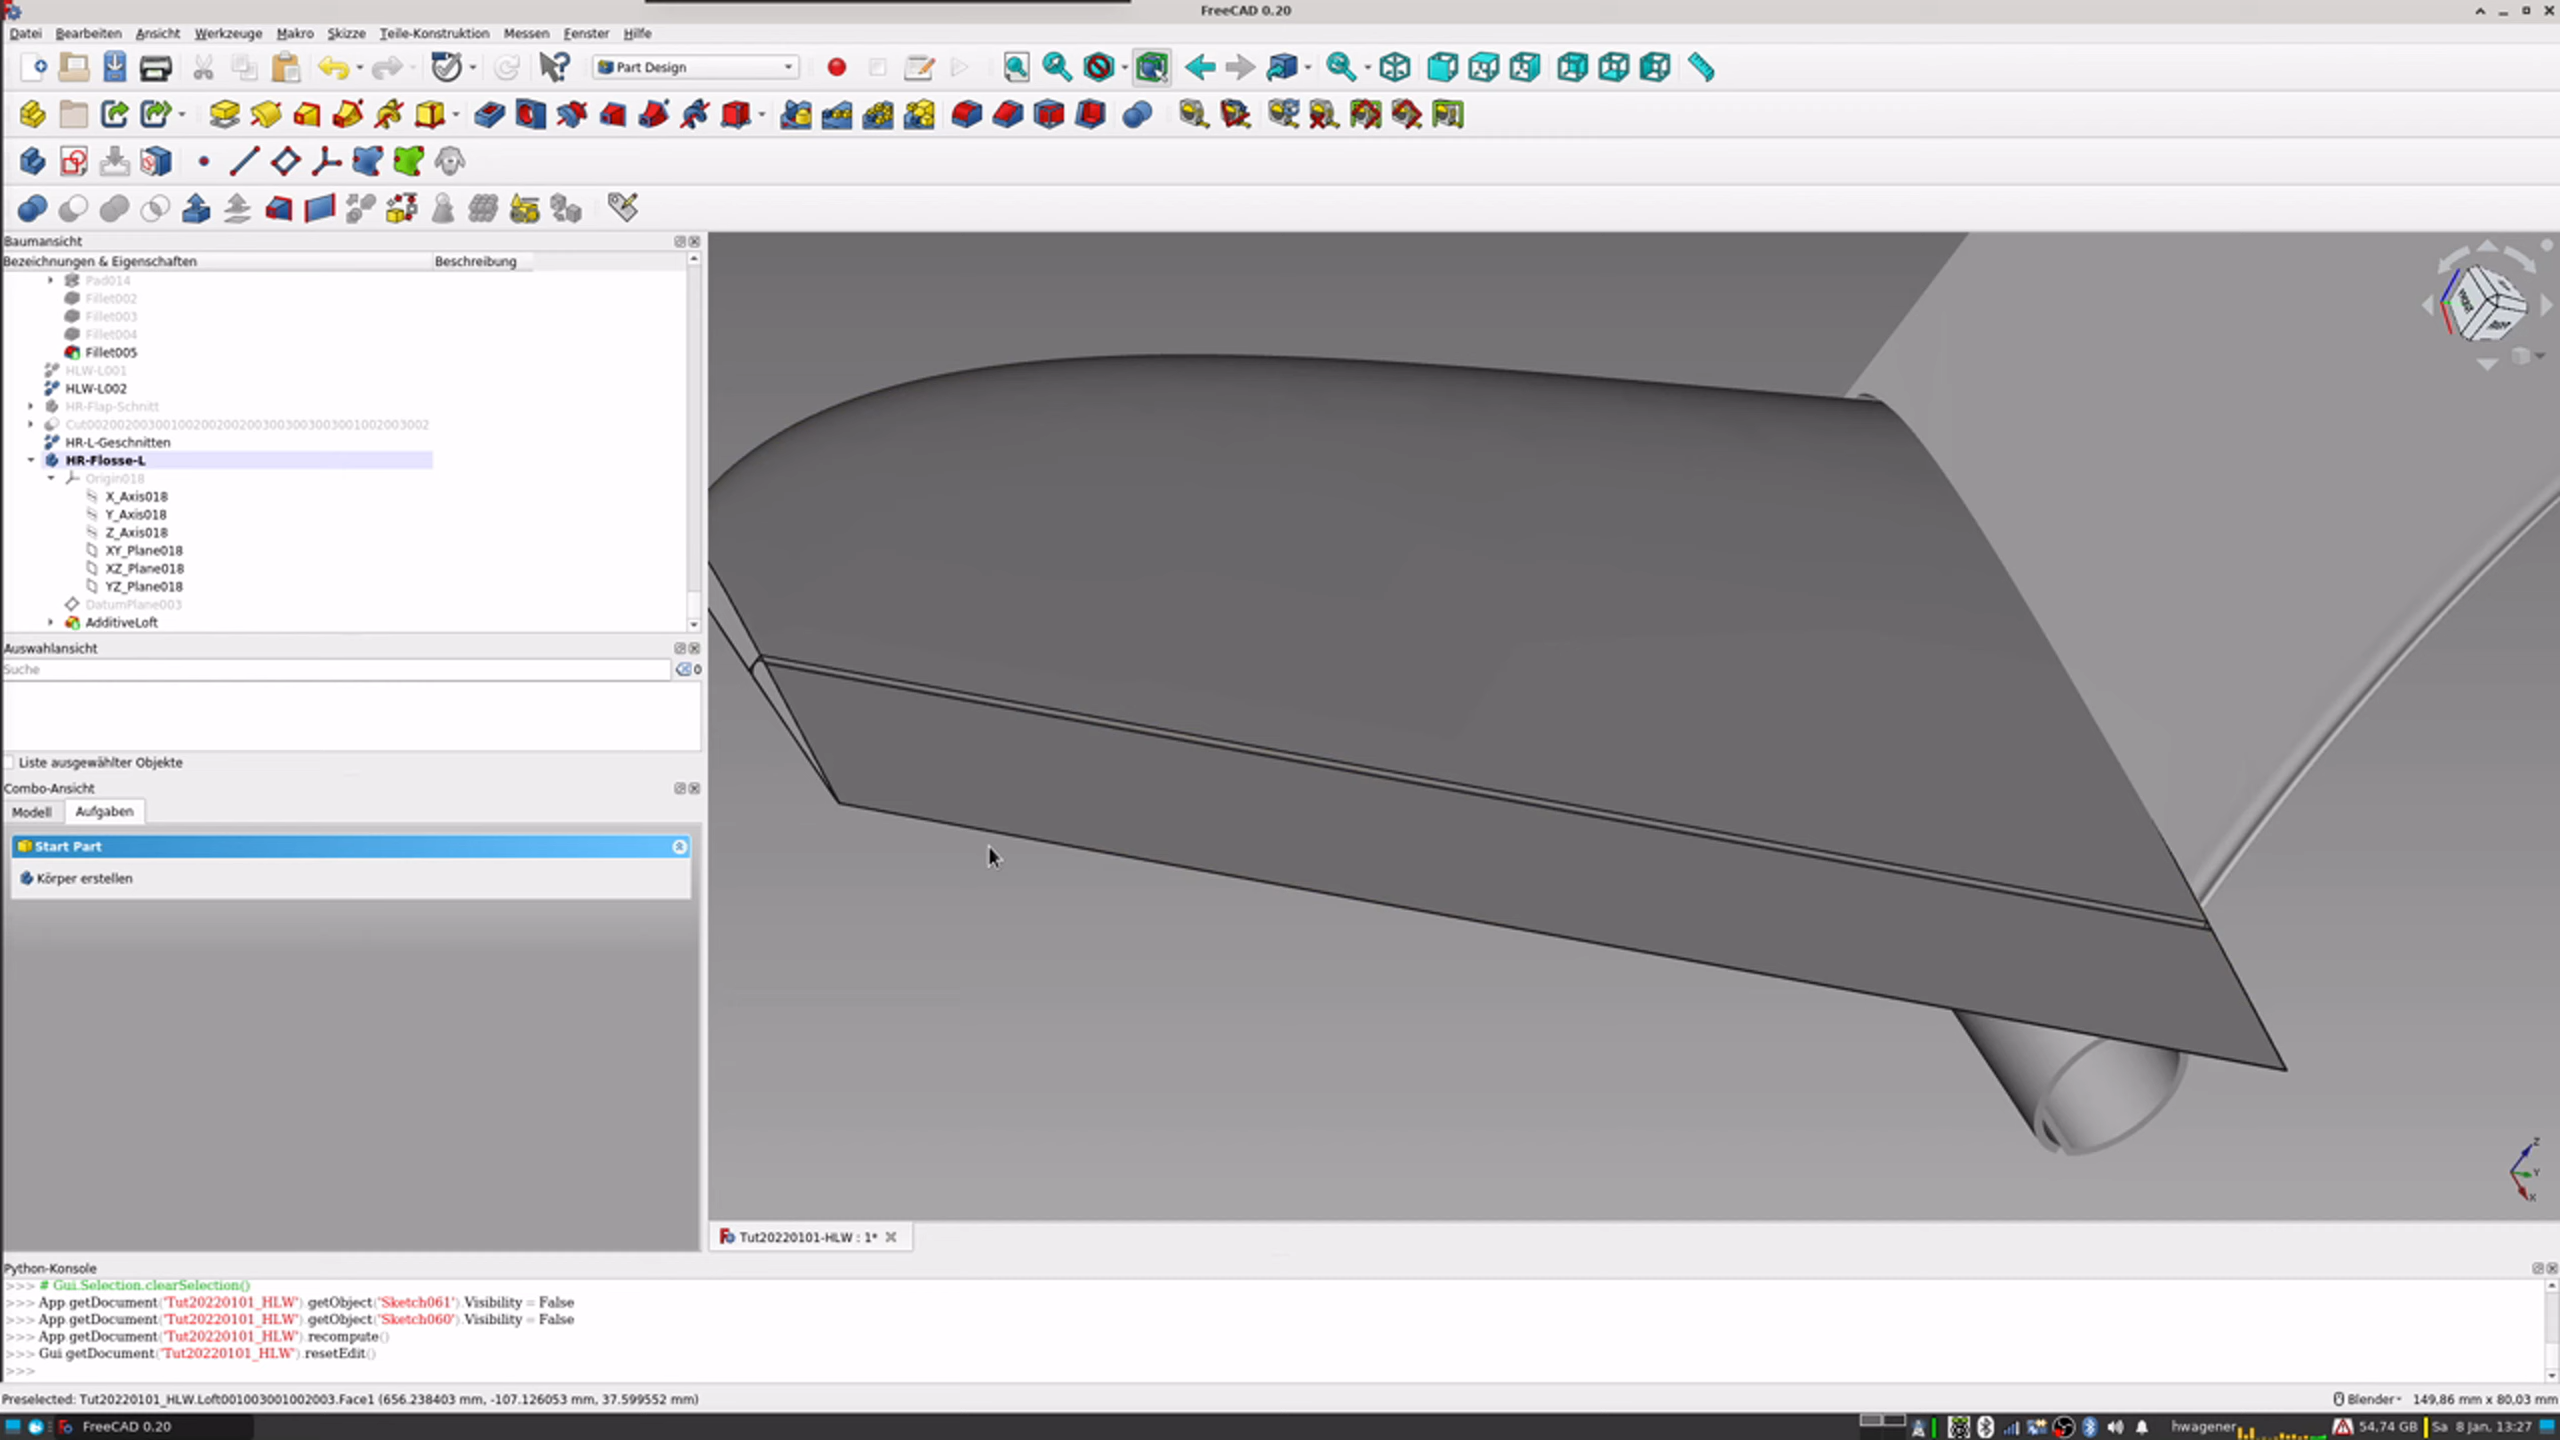 FreeCAD 0.20
Datei Bearbeiten Ansicht Werkzeuge Makro Skizze Teile-Konstruktion Messen Fenster Hilfe
Part Design
Baumansicht
Bezeichnungen & Eigenschaften Beschreibung
Pad014
Fillet002
Fillet003
Fillet004
Fillet005
HLW-L001
HLW-L002
HR-Flap-Schnitt
Cut002002003001002002002003003003003001002003002
HR-L-Geschnitten
HR-Flosse-L
Origin018
X_Axis018
Y_Axis018
Z_Axis018
XY_Plane018
XZ_Plane018
YZ_Plane018
DatumPlane003
AdditiveLoft
Auswahlansicht
Suche
0
Liste ausgewählter Objekte
Combo-Ansicht
Modell Aufgaben
Start Part
Körper erstellen
Z
Y
X
Tut20220101-HLW : 1*
Python-Konsole
>>> # Gui.Selection.clearSelection()
>>> App.getDocument('Tut20220101_HLW').getObject('Sketch061').Visibility = False
>>> App.getDocument('Tut20220101_HLW').getObject('Sketch060').Visibility = False
>>> App.getDocument('Tut20220101_HLW').recompute()
>>> Gui.getDocument('Tut20220101_HLW').resetEdit()
>>>
Preselected: Tut20220101_HLW.Loft001003001002003.Face1 (656.238403 mm, -107.126053 mm, 37.599552 mm)
Blender 149,86 mm x 80,03 mm
FreeCAD 0.20
hwagener 54,74 GB Sa 8 Jan, 13:27